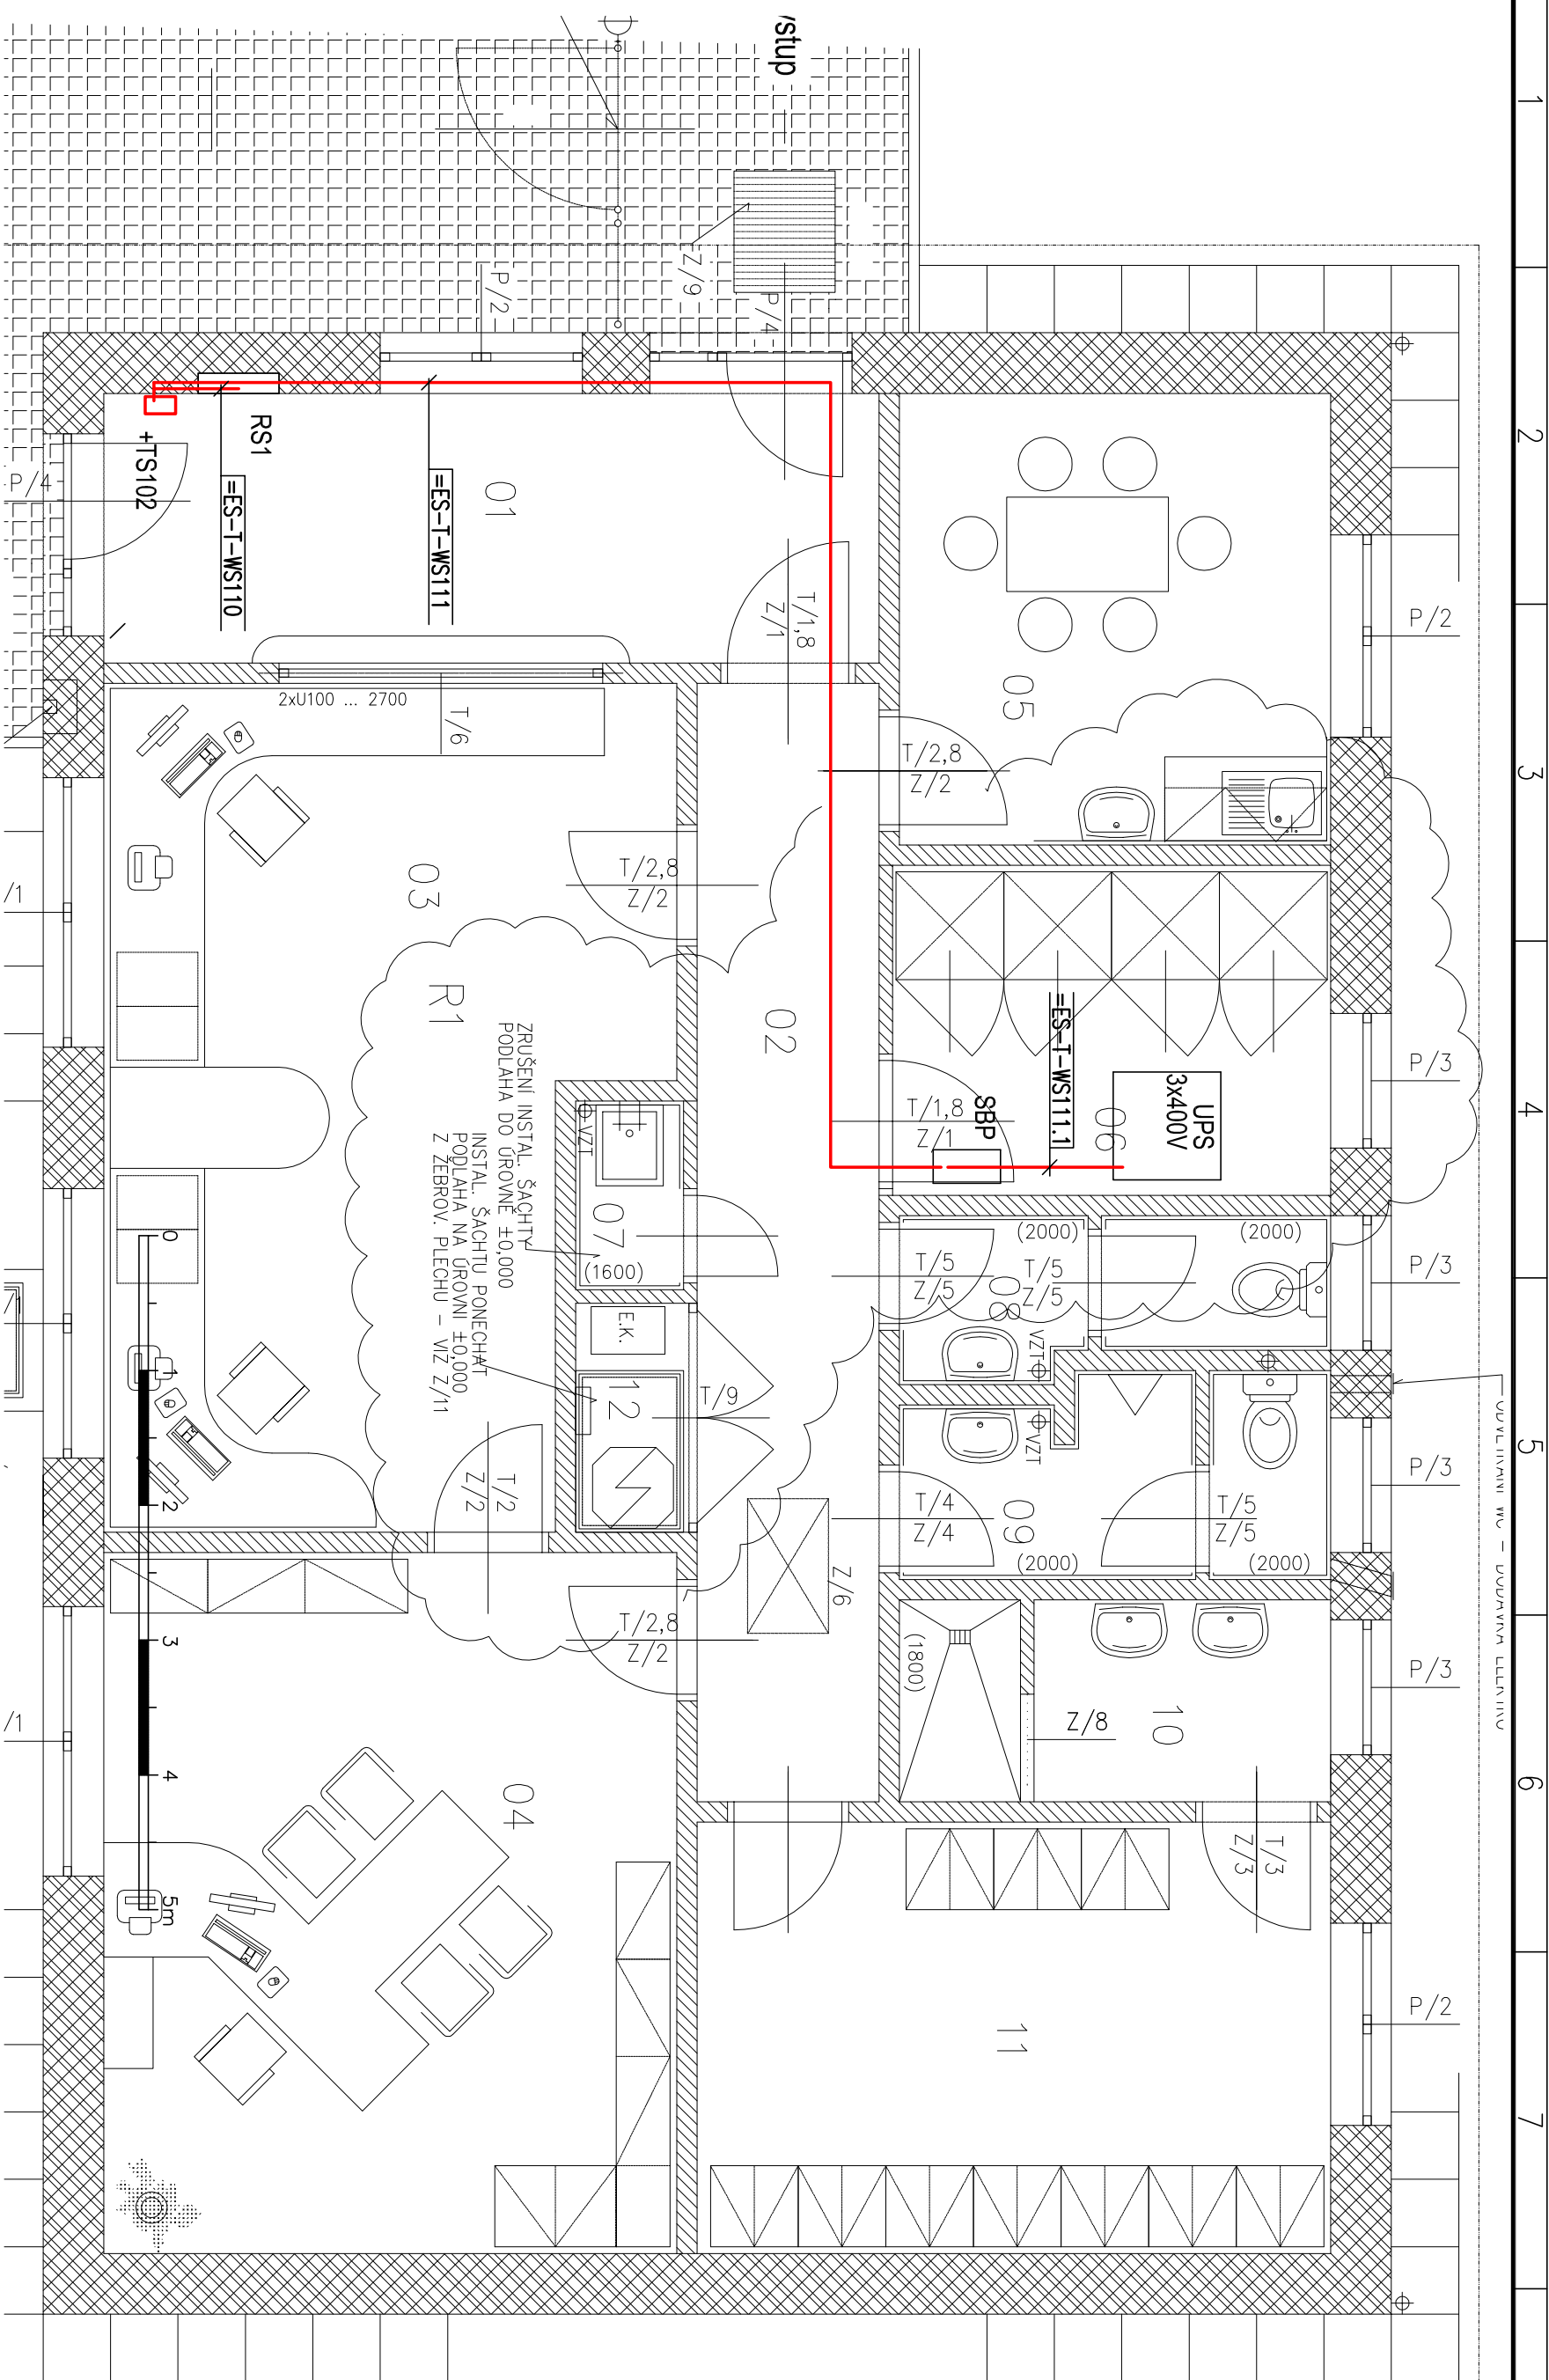 1
2
3
4
5
6
7
Z/9
P/4
P/2
RS1
+TS102
P/4
=ES-T-WS110
=ES-T-WS111
01
T/1,8
Z/1
05
P/2
2xU100 ... 2700
T/6
T/2,8
Z/2
03
T/2,8
Z/2
/1
R1
02
ZRUŠENÍ INSTAL. ŠACHTY
PODLAHA DO ÚROVNĚ ±0,000
INSTAL. ŠACHTU PONECHAT
PODLAHA NA ÚROVNI ±0,000
Z ŽEBROV. PLECHU - VIZ Z/11
=ES-T-WS111.1
UPS
3x400V
06
SBP
T/1,8
Z/1
P/3
VZT
07
(1600)
(2000)
(2000)
T/5
Z/5
T/5
Z/5
08
P/3
VZT
E.K.
12
T/9
VZT
T/4
Z/4
09
(2000)
T/5
Z/5
(2000)
P/3
T/2
Z/2
Z/6
T/2,8
Z/2
(1800)
Z/8
10
P/3
T/3
Z/3
04
/1
11
P/2
0
1
2
3
4
5m